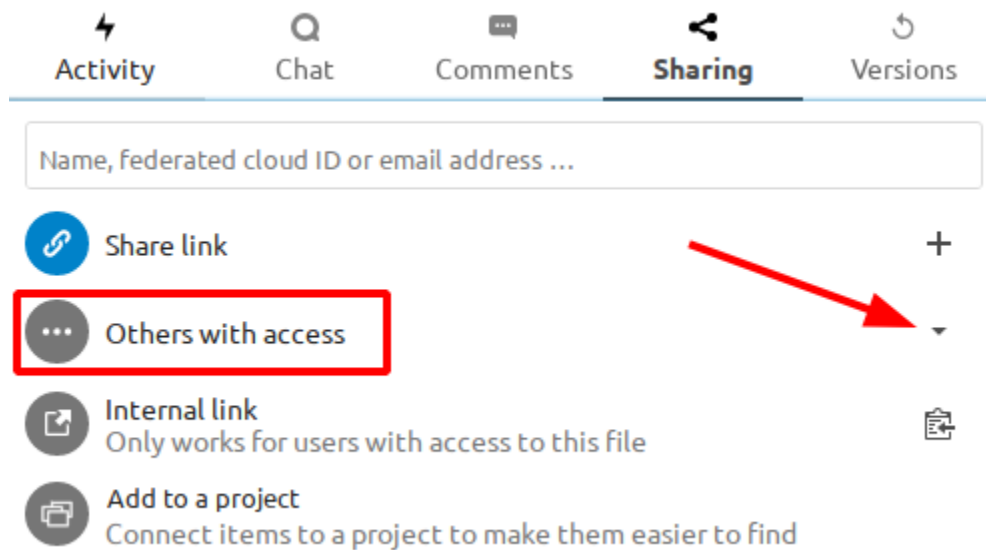 Activity
Chat
Comments
Sharing
Versions
Name, federated cloud ID or email address ...
Share link
Others with access
Internal link
Only works for users with access to this file
Add to a project
Connect items to a project to make them easier to find